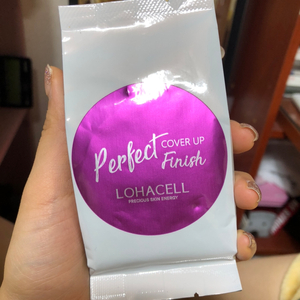 Perfect COVER UP
Finish
LOHACELL
PRECIOUS SKIN ENERGY